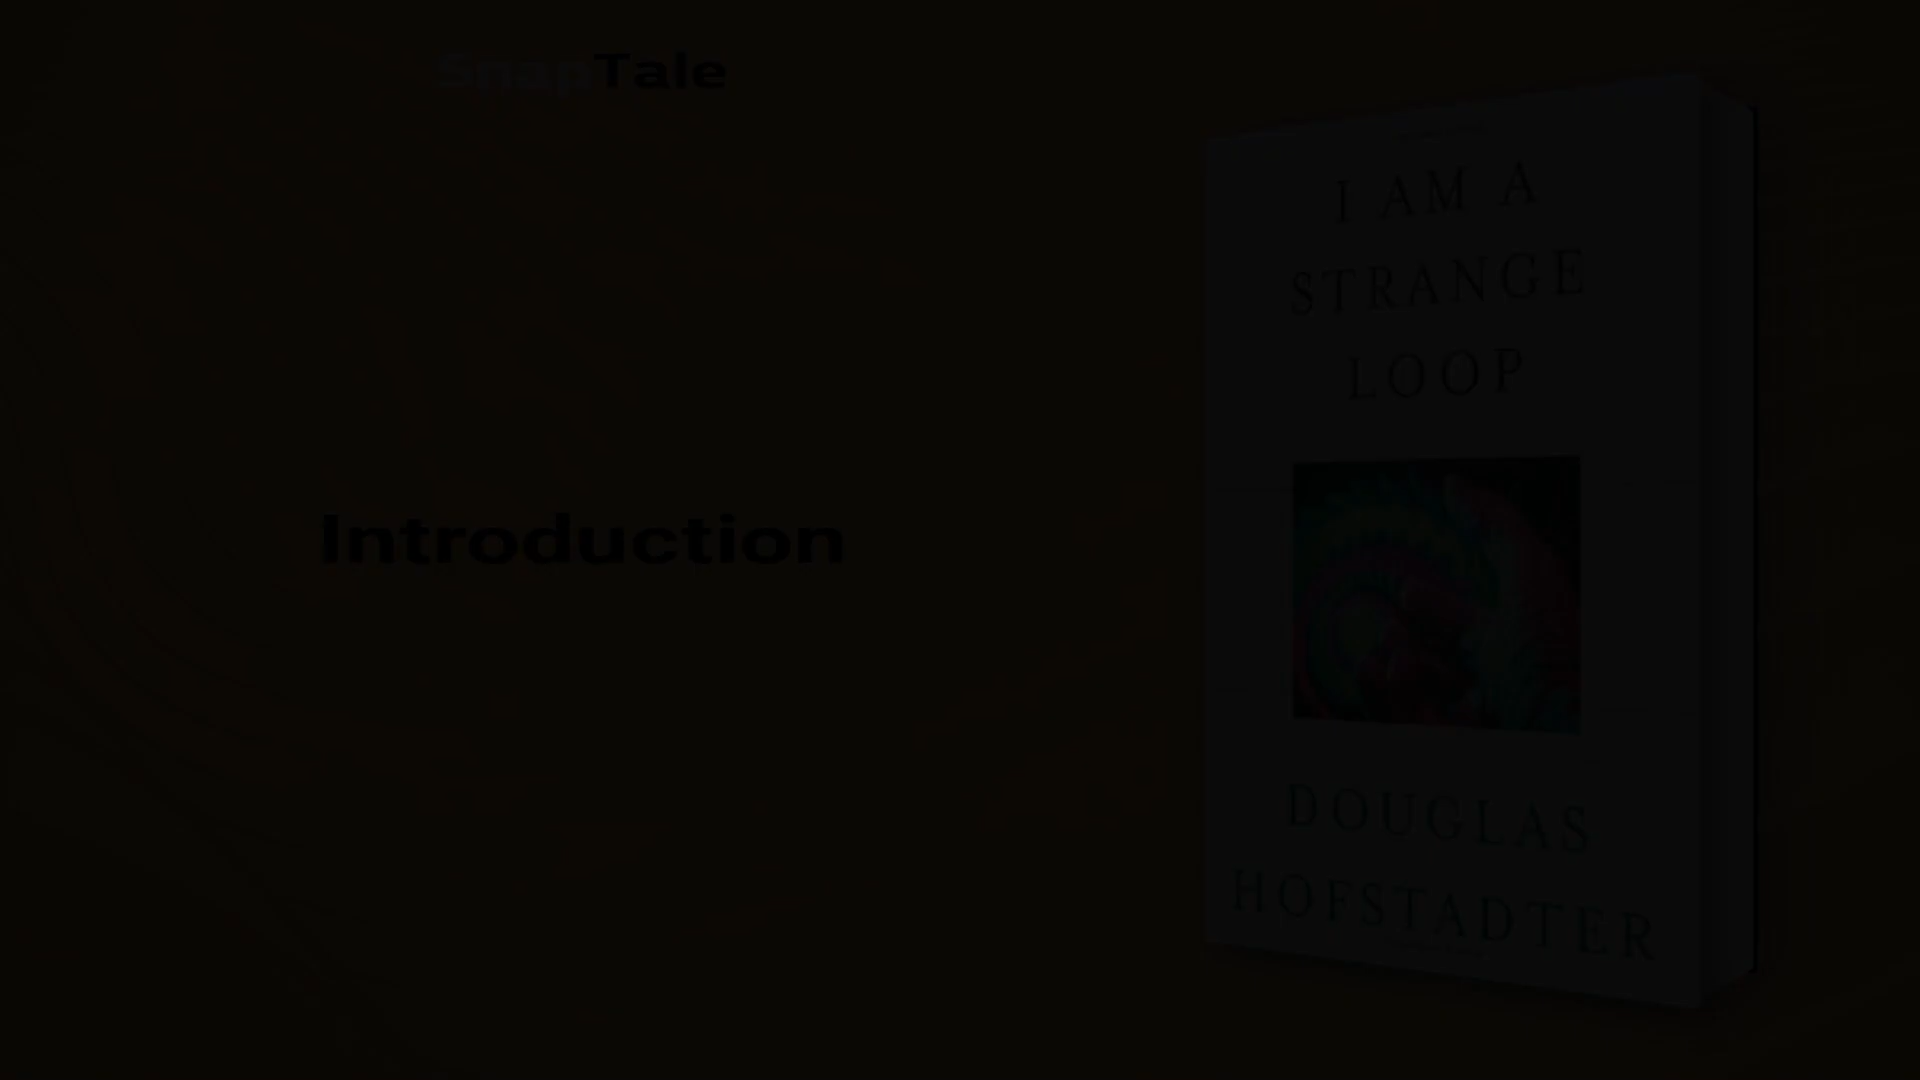 SnapTale
Introduction
I AM A
STRANGE
LOOP
DOUGLAS
HOFSTADTER